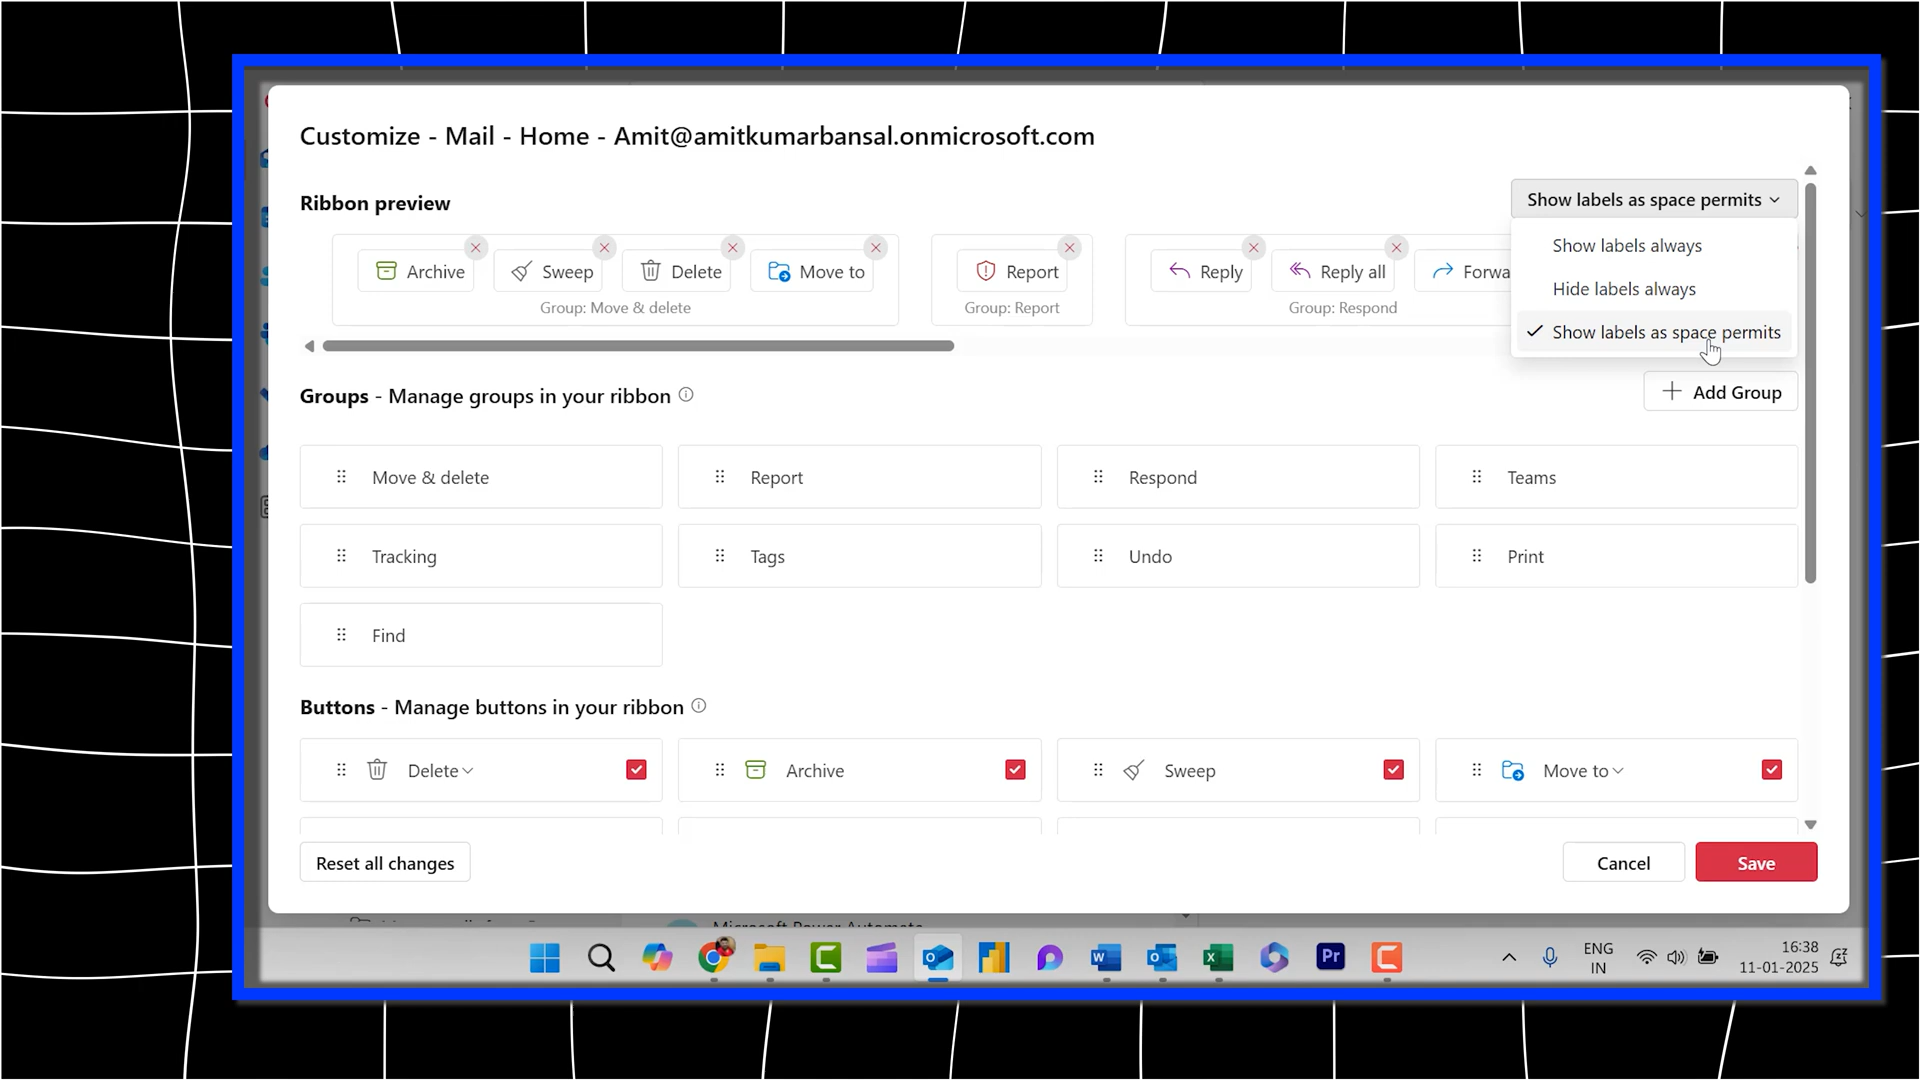 Customize - Mail - Home - Amit@amitkumarbansal.onmicrosoft.com
Ribbon preview
Show labels as space permits
Show labels always
Hide labels always
Show labels as space permits
Archive
Sweep
Delete
Move to
Group: Move & delete
Report
Group: Report
Reply
Reply all
Forwa
Group: Respond
Groups - Manage groups in your ribbon
Add Group
Move & delete
Report
Respond
Teams
Tracking
Tags
Undo
Print
Find
Buttons - Manage buttons in your ribbon
Delete
Archive
Sweep
Move to
Reset all changes
Cancel
Save
Microsoft Power Automate
ENG
IN
16:38
11-01-2025